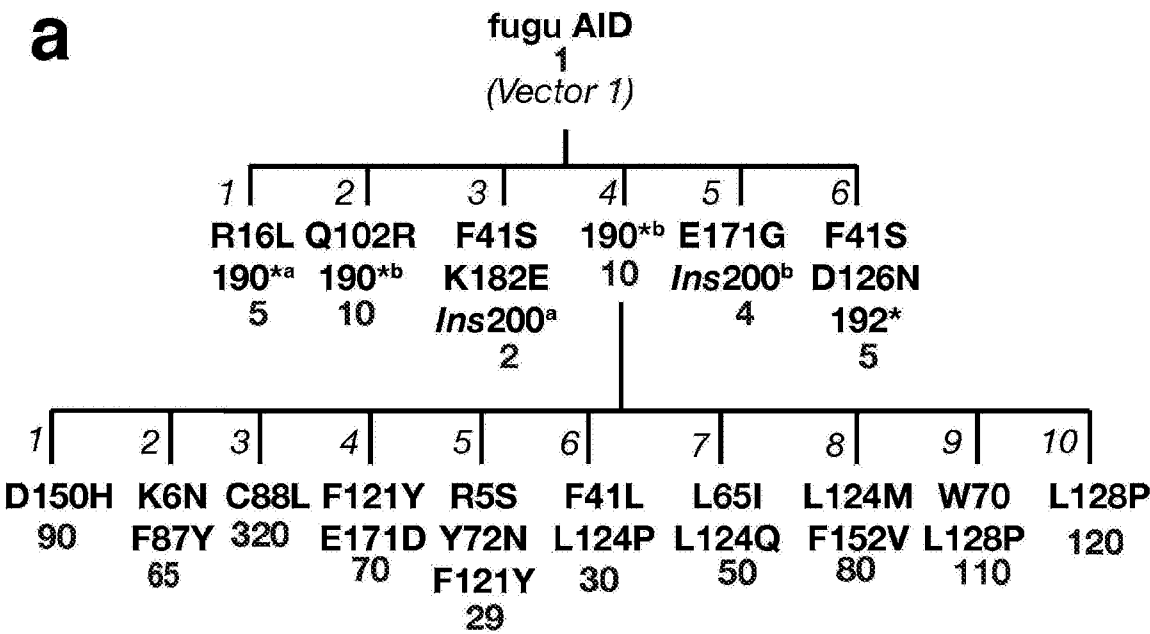 a
fugu AID
1
(Vector 1)
1 2 3 4 5 6
R16L Q102R F41S 190*b E171G F41S
190*a 190*b K182E 10 Ins200b D126N
5 10 Ins200a 4 192*
2 5
1 2 3 4 5 6 7 8 9 10
D150H K6N C88L F121Y R5S F41L L65I L124M W70 L128P
90 F87Y 320 E171D Y72N L124P L124Q F152V L128P 120
65 70 F121Y 30 50 80 110
29